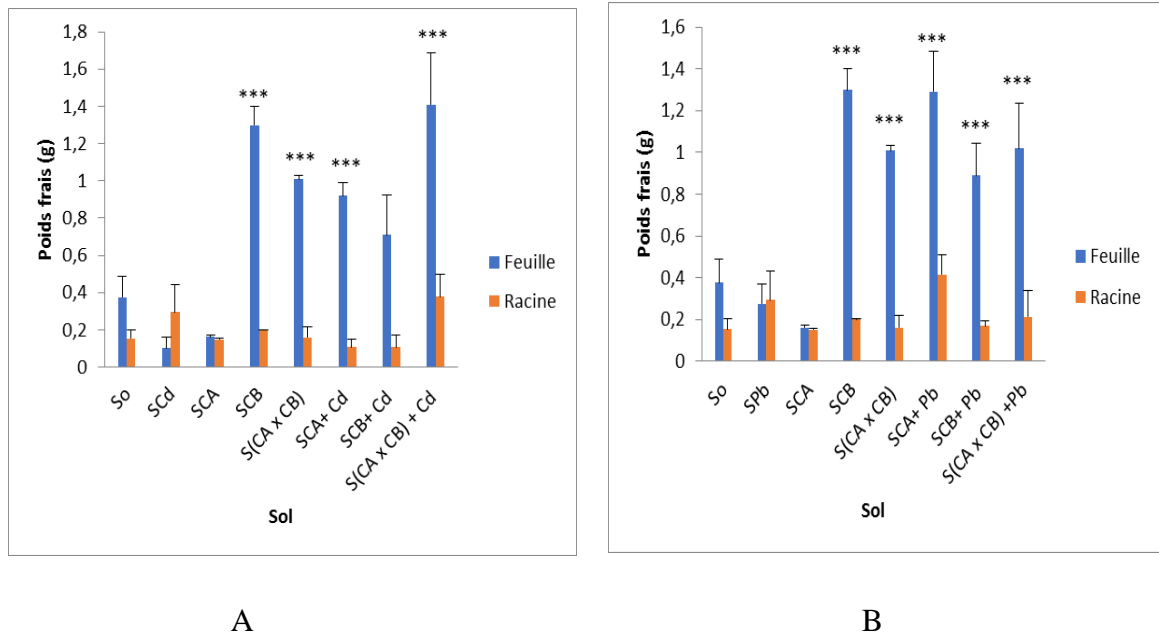 1,8
1,6
1,4
1,2
1
0,8
0,6
0,4
0,2
0
Poids frais (g)
***
***
***
***
***
So
SCd
SCA
SCB
S(CA x CB)
SCA+ Cd
SCB+ Cd
S(CA x CB) + Cd
Sol
Feuille
Racine
A
1,6
1,4
1,2
1
0,8
0,6
0,4
0,2
0
Poids frais (g)
***
***
***
***
***
So
SPb
SCA
SCB
S(CA x CB)
SCA+ Pb
SCB+ Pb
S(CA x CB) +Pb
Sol
Feuille
Racine
B